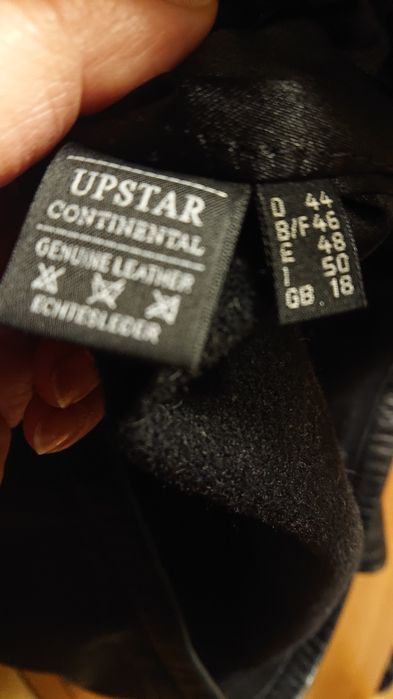 UPSTAR
CONTINENTAL
GENUINE LEATHER
ECHTESLEDER
D 44
B/F 46
E 48
I 50
GB 18